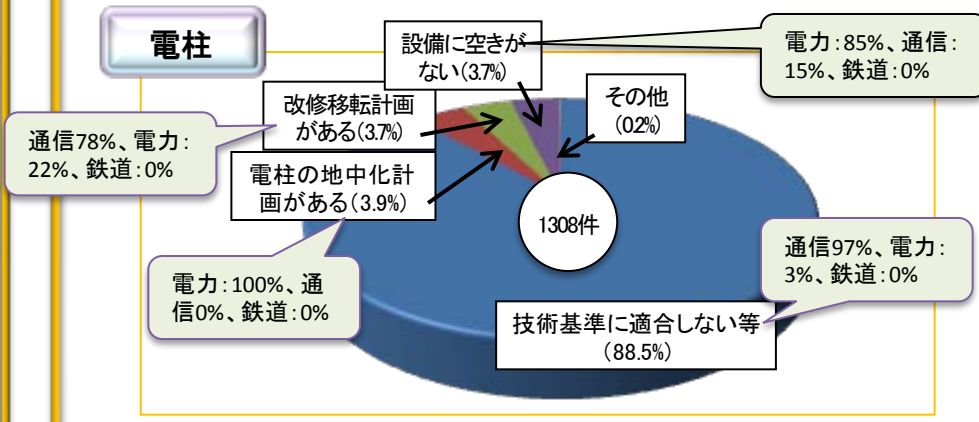 電柱
設備に空きが
ない(3.7%)
電力:85%、通信:
15%、鉄道:0%
改修移転計画
がある(3.7%)
その他
(0.2%)
通信78%、電力:
22%、鉄道:0%
電柱の地中化計
画がある(3.9%)
1308件
電力:100%、通
信0%、鉄道:0%
通信97%、電力:
3%、鉄道:0%
技術基準に適合しない等
(88.5%)